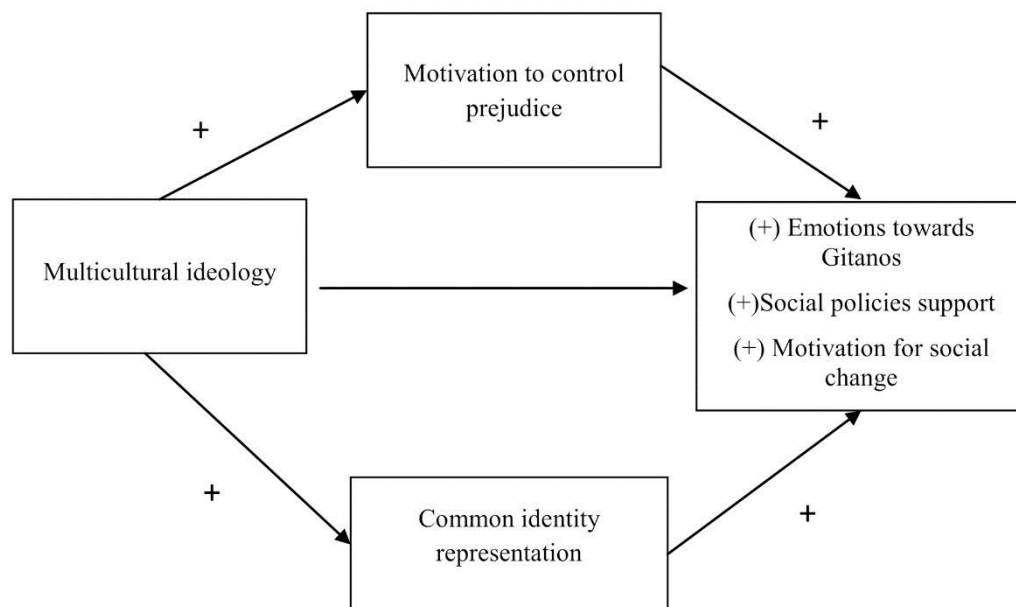 Motivation to control
prejudice
+
+
Multicultural ideology
(+) Emotions towards
Gitanos
(+)Social policies support
(+) Motivation for social
change
+
+
Common identity
representation